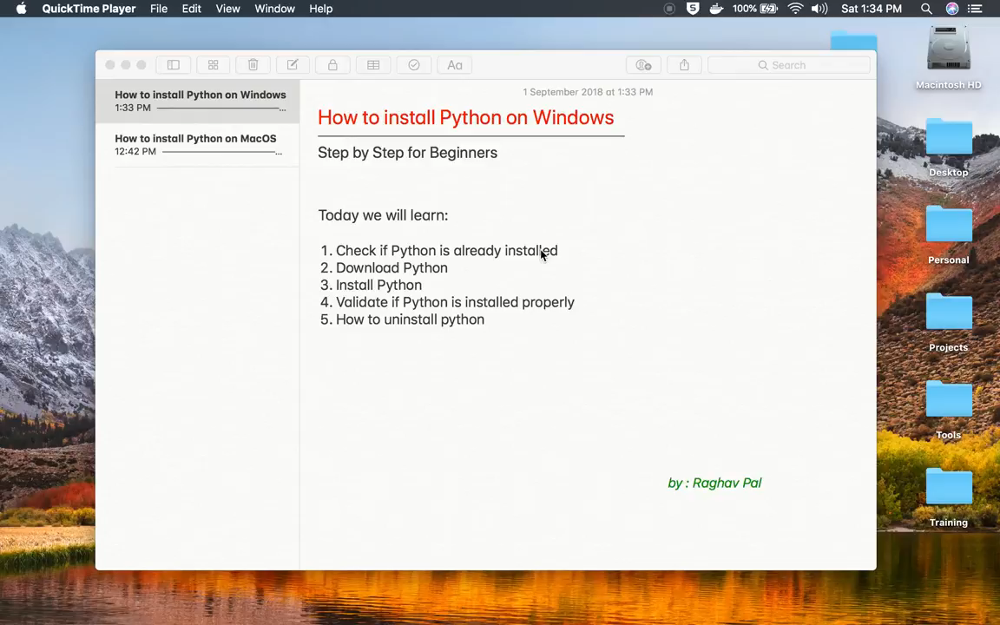 QuickTime Player File Edit View Window Help 100% Sat 1:34 PM
Search
How to install Python on Windows
1:33 PM
How to install Python on MacOS
12:42 PM
1 September 2018 at 1:33 PM
How to install Python on Windows
Step by Step for Beginners
Today we will learn:
1. Check if Python is already installed
2. Download Python
3. Install Python
4. Validate if Python is installed properly
5. How to uninstall python
by : Raghav Pal
Macintosh HD
Desktop
Personal
Projects
Tools
Training